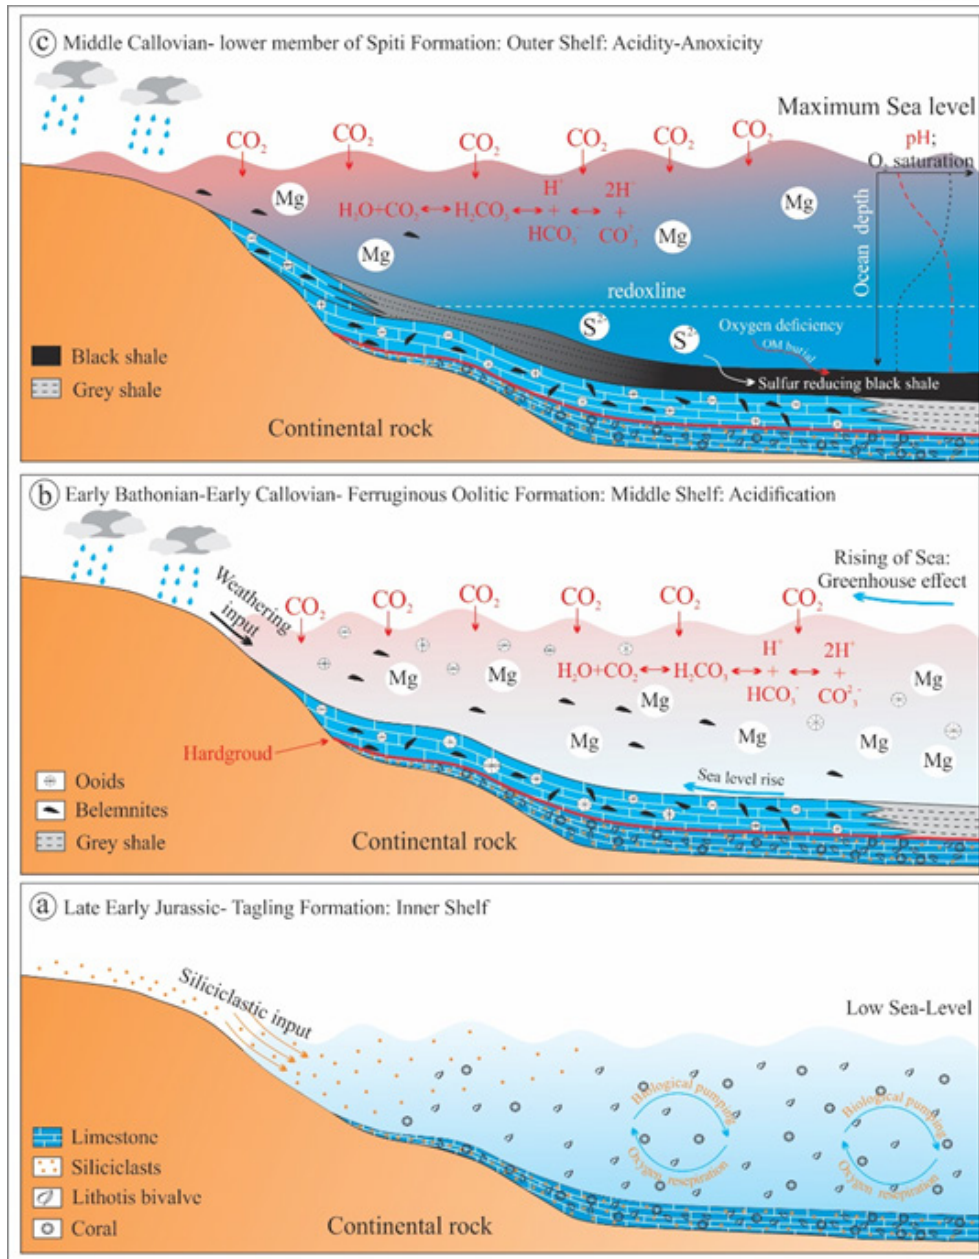 ⓒ Middle Callovian- lower member of Spiti Formation: Outer Shelf: Acidity-Anoxicity
Maximum Sea level
CO₂ CO₂ CO₂ CO₂ CO₂ CO₂
pH;
O₂ saturation
Mg Mg Mg Mg
H₂O+CO₂ ↔ H₂CO₃ ↔ H⁺ + HCO₃⁻ ↔ 2H⁺ + CO²⁻₃
Ocean depth
redoxline
S²⁻ S²⁻
Oxygen deficiency
OM burial
Sulfur reducing black shale
Black shale
Grey shale
Continental rock
ⓑ Early Bathonian-Early Callovian- Ferruginous Oolitic Formation: Middle Shelf: Acidification
Weathering
input
Rising of Sea:
Greenhouse effect
CO₂ CO₂ CO₂ CO₂ CO₂ CO₂
H₂O+CO₂ ↔ H₂CO₃ ↔ H⁺ + HCO₃⁻ ↔ 2H⁺ + CO²⁻₃
Mg Mg Mg Mg Mg Mg Mg Mg
Hardgroud
Sea level rise
Ooids
Belemnites
Grey shale
Continental rock
ⓐ Late Early Jurassic- Tagling Formation: Inner Shelf
Siliciclastic input
Low Sea-Level
Biological pumping
Oxygen resepiration
Biological pumping
Oxygen resepiration
Limestone
Siliciclasts
Lithotis bivalve
Coral
Continental rock